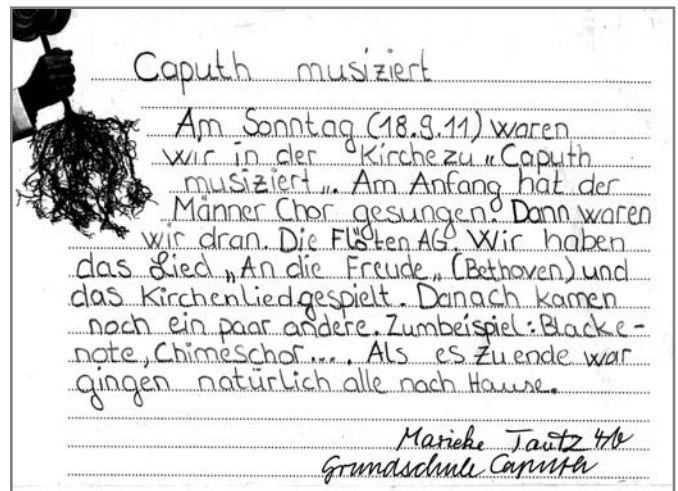 Caputh musiziert
Am Sonntag (18.9.11) waren
wir in der Kirche zu „Caputh
musiziert„. Am Anfang hat der
Männer Chor gesungen. Dann waren
wir dran. Die Flöten AG. Wir haben
das Lied „An die Freude„ (Bethoven) und
das Kirchenlied gespielt. Danach kamen
noch ein paar andere. Zumbeispiel: Blacke-
note, Chimeschor.... Als es zu ende war
gingen natürlich alle nach Hause.
Marieke Tautz 4b
Grundschule Caputh